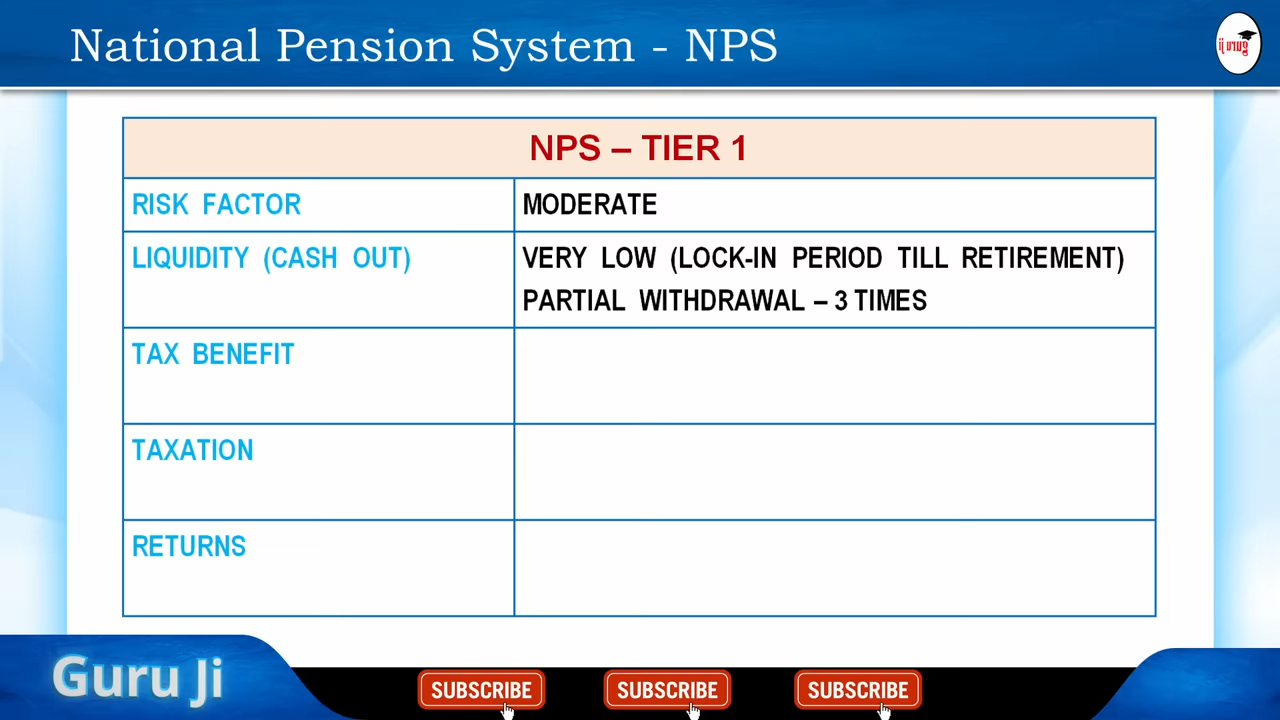 National Pension System - NPS
NPS – TIER 1
RISK FACTOR
MODERATE
LIQUIDITY (CASH OUT)
VERY LOW (LOCK-IN PERIOD TILL RETIREMENT)
PARTIAL WITHDRAWAL – 3 TIMES
TAX BENEFIT
TAXATION
RETURNS
Guru Ji
SUBSCRIBE
SUBSCRIBE
SUBSCRIBE